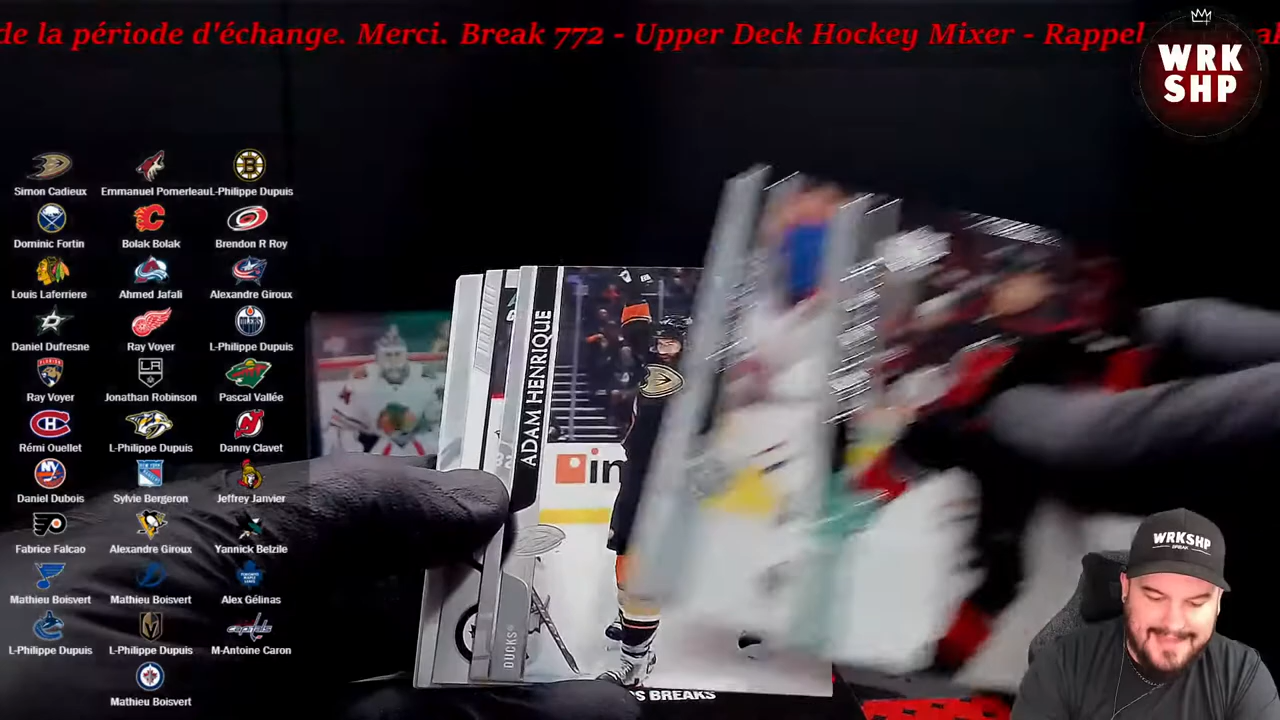 de la période d'échange. Merci. Break 772 - Upper Deck Hockey Mixer - Rappel
WRK
SHP
Simon Cadieux
Emmanuel Pomerleau
L-Philippe Dupuis
Dominic Fortin
Bolak Bolak
Brendon R Roy
Louis Laferriere
Ahmed Jafali
Alexandre Giroux
Daniel Dufresne
Ray Voyer
L-Philippe Dupuis
Ray Voyer
Jonathan Robinson
Pascal Vallée
Rémi Ouellet
L-Philippe Dupuis
Danny Clavet
Daniel Dubois
Sylvie Bergeron
Jeffrey Janvier
Fabrice Falcao
Alexandre Giroux
Yannick Belzile
Mathieu Boisvert
Mathieu Boisvert
Alex Gélinas
L-Philippe Dupuis
L-Philippe Dupuis
M-Antoine Caron
Mathieu Boisvert
ADAM HENRIQUE
DUCKS
in
S BREAKS
WRKSHP
BREAK